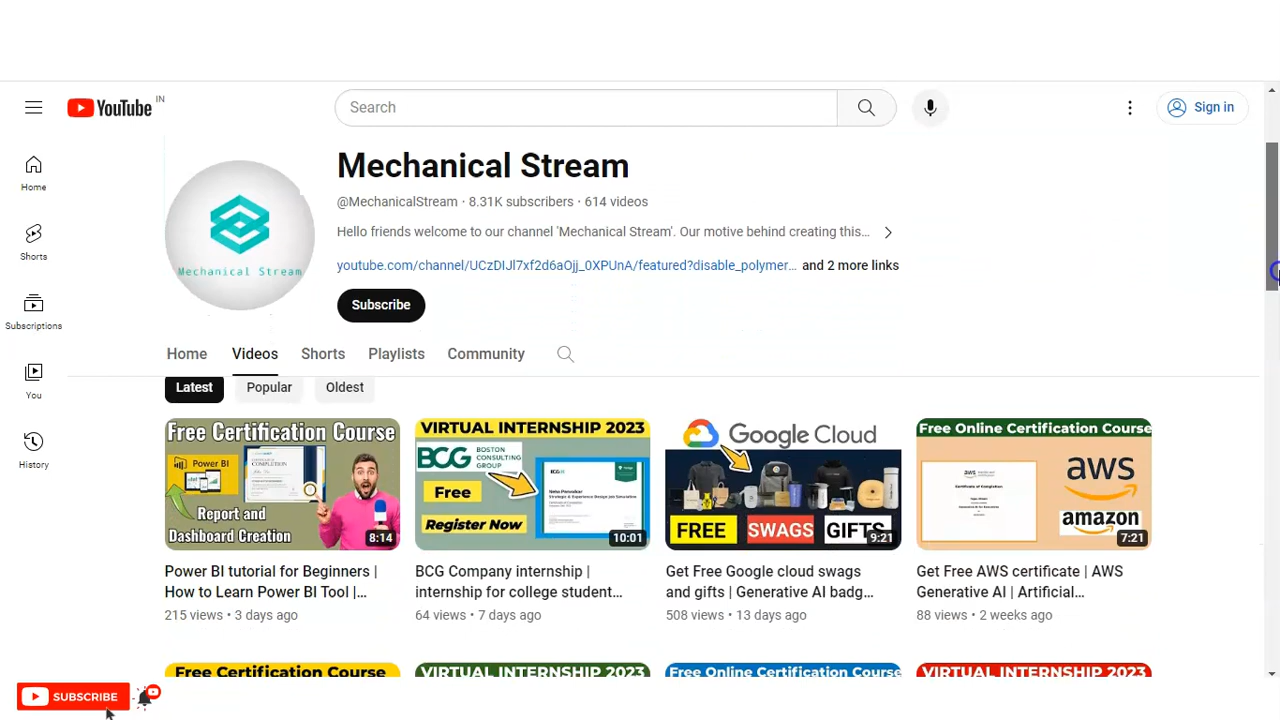 YouTube IN
Search
Sign in
Home
Shorts
Subscriptions
You
History
Mechanical Stream
Mechanical Stream
@MechanicalStream · 8.31K subscribers · 614 videos
Hello friends welcome to our channel 'Mechanical Stream'. Our motive behind creating this...
youtube.com/channel/UCzDIJl7xf2d6aOjj_0XPUnA/featured?disable_polymer... and 2 more links
Subscribe
Home Videos Shorts Playlists Community
Latest Popular Oldest
Free Certification Course
Power BI
COMPLETION
Report and
Dashboard Creation
8:14
Power BI tutorial for Beginners |
How to Learn Power BI Tool |...
215 views • 3 days ago
VIRTUAL INTERNSHIP 2023
BCG
BOSTON
CONSULTING
GROUP
Free
Register Now
10:01
BCG Company internship |
internship for college student...
64 views • 7 days ago
Google Cloud
FREE SWAGS GIFTS
9:21
Get Free Google cloud swags
and gifts | Generative AI badg...
508 views • 13 days ago
Free Online Certification Course
Certificate of Completion
aws
amazon
7:21
Get Free AWS certificate | AWS
Generative AI | Artificial...
88 views • 2 weeks ago
Free Certification Course
VIRTUAL INTERNSHIP 2023
Free Online Certification Course
VIRTUAL INTERNSHIP 2023
SUBSCRIBE